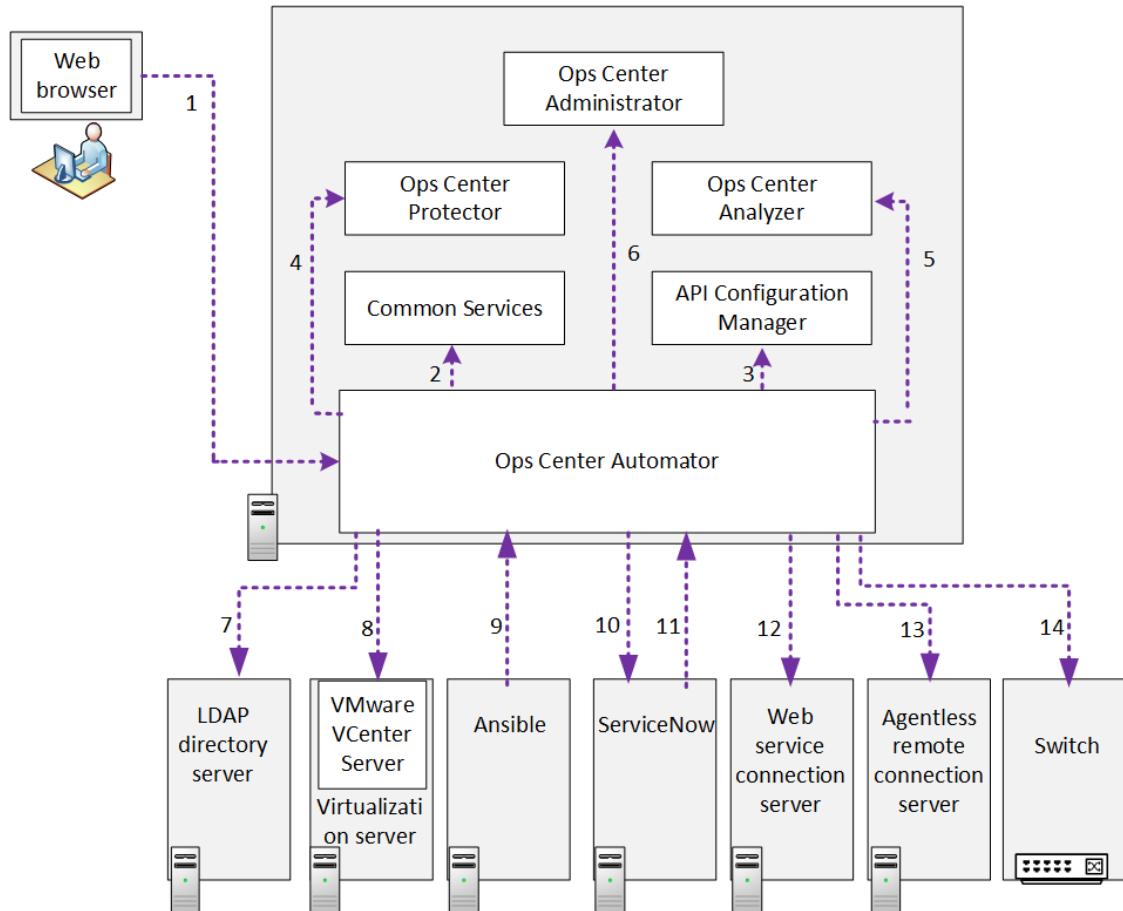 Web
browser
1
Ops Center
Administrator
Ops Center
Protector
Ops Center
Analyzer
4
6
5
Common Services
API Configuration
Manager
2
3
Ops Center Automator
7
8
9
10
11
12
13
14
LDAP
directory
server
VMware
VCenter
Server
Virtualizati
on server
Ansible
ServiceNow
Web
service
connection
server
Agentless
remote
connection
server
Switch